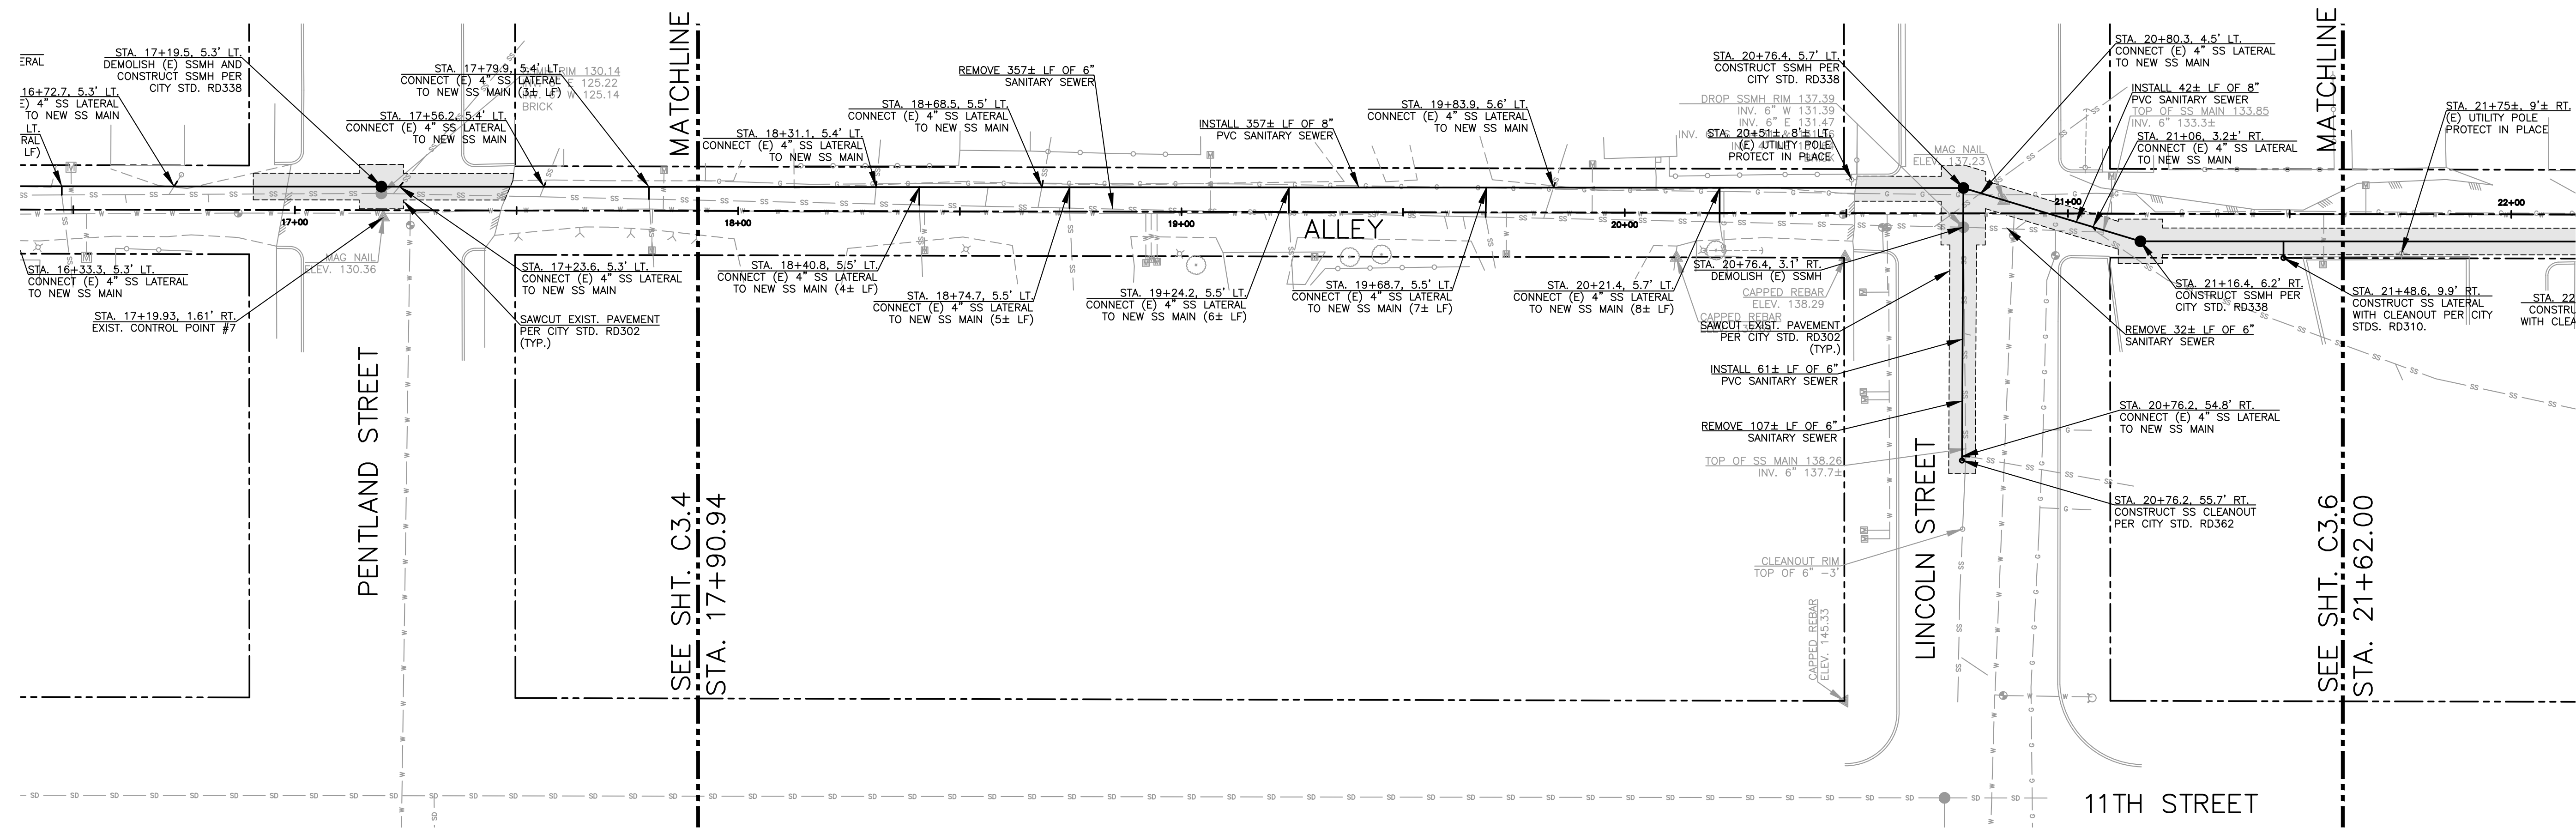 ERAL
16+72.7, 5.3' LT.
E) 4" SS LATERAL
TO NEW SS MAIN
LT.
RAL
LF)
STA. 17+19.5, 5.3' LT.
DEMOLISH (E) SSMH AND
CONSTRUCT SSMH PER
CITY STD. RD338
STA. 17+79.9, 5.4' LT.
CONNECT (E) 4" SS LATERAL
TO NEW SS MAIN (3± LF)
RIM 130.14
E 125.22
INV. W 125.14
BRICK
STA. 17+56.2, 5.4' LT.
CONNECT (E) 4" SS LATERAL
TO NEW SS MAIN
MATCHLINE
STA. 18+31.1, 5.4' LT.
CONNECT (E) 4" SS LATERAL
TO NEW SS MAIN
STA. 18+68.5, 5.5' LT.
CONNECT (E) 4" SS LATERAL
TO NEW SS MAIN
REMOVE 357± LF OF 6"
SANITARY SEWER
INSTALL 357± LF OF 8"
PVC SANITARY SEWER
STA. 19+83.9, 5.6' LT.
CONNECT (E) 4" SS LATERAL
TO NEW SS MAIN
STA. 20+76.4, 5.7' LT.
CONSTRUCT SSMH PER
CITY STD. RD338
DROP SSMH RIM 137.39
INV. 6" W 131.39
INV. 6" E 131.47
STA. 20+51±, 8'± LT.
(E) UTILITY POLE
PROTECT IN PLACE
MAG NAIL
ELEV. 137.23
STA. 20+80.3, 4.5' LT.
CONNECT (E) 4" SS LATERAL
TO NEW SS MAIN
INSTALL 42± LF OF 8"
PVC SANITARY SEWER
TOP OF SS MAIN 133.85
INV. 6" 133.3±
STA. 21+06, 3.2'± RT.
CONNECT (E) 4" SS LATERAL
TO NEW SS MAIN
MATCHLINE
STA. 21+75±, 9'± RT.
(E) UTILITY POLE
PROTECT IN PLACE
17+00
18+00
19+00
20+00
21+00
22+00
ALLEY
STA. 16+33.3, 5.3' LT.
CONNECT (E) 4" SS LATERAL
TO NEW SS MAIN
STA. 17+19.93, 1.61' RT.
EXIST. CONTROL POINT #7
MAG NAIL
ELEV. 130.36
STA. 17+23.6, 5.3' LT.
CONNECT (E) 4" SS LATERAL
TO NEW SS MAIN
SAWCUT EXIST. PAVEMENT
PER CITY STD. RD302
(TYP.)
STA. 18+40.8, 5.5' LT.
CONNECT (E) 4" SS LATERAL
TO NEW SS MAIN (4± LF)
STA. 18+74.7, 5.5' LT.
CONNECT (E) 4" SS LATERAL
TO NEW SS MAIN (5± LF)
STA. 19+24.2, 5.5' LT.
CONNECT (E) 4" SS LATERAL
TO NEW SS MAIN (6± LF)
STA. 19+68.7, 5.5' LT.
CONNECT (E) 4" SS LATERAL
TO NEW SS MAIN (7± LF)
STA. 20+21.4, 5.7' LT.
CONNECT (E) 4" SS LATERAL
TO NEW SS MAIN (8± LF)
STA. 20+76.4, 3.1' RT.
DEMOLISH (E) SSMH
CAPPED REBAR
ELEV. 138.29
CAPPED REBAR
SAWCUT EXIST. PAVEMENT
PER CITY STD. RD302
(TYP.)
INSTALL 61± LF OF 6"
PVC SANITARY SEWER
REMOVE 107± LF OF 6"
SANITARY SEWER
TOP OF SS MAIN 138.26
INV. 6" 137.7±
CLEANOUT RIM
TOP OF 6" -3'
CAPPED REBAR
ELEV. 145.33
STA. 21+16.4, 6.2' RT.
CONSTRUCT SSMH PER
CITY STD. RD338
REMOVE 32± LF OF 6"
SANITARY SEWER
STA. 21+48.6, 9.9' RT.
CONSTRUCT SS LATERAL
WITH CLEANOUT PER CITY
STDS. RD310.
STA. 22
CONSTRU
WITH CLEA
STA. 20+76.2, 54.8' RT.
CONNECT (E) 4" SS LATERAL
TO NEW SS MAIN
STA. 20+76.2, 55.7' RT.
CONSTRUCT SS CLEANOUT
PER CITY STD. RD362
PENTLAND STREET
SEE SHT. C3.4
STA. 17+90.94
LINCOLN STREET
SEE SHT. C3.6
STA. 21+62.00
11TH STREET